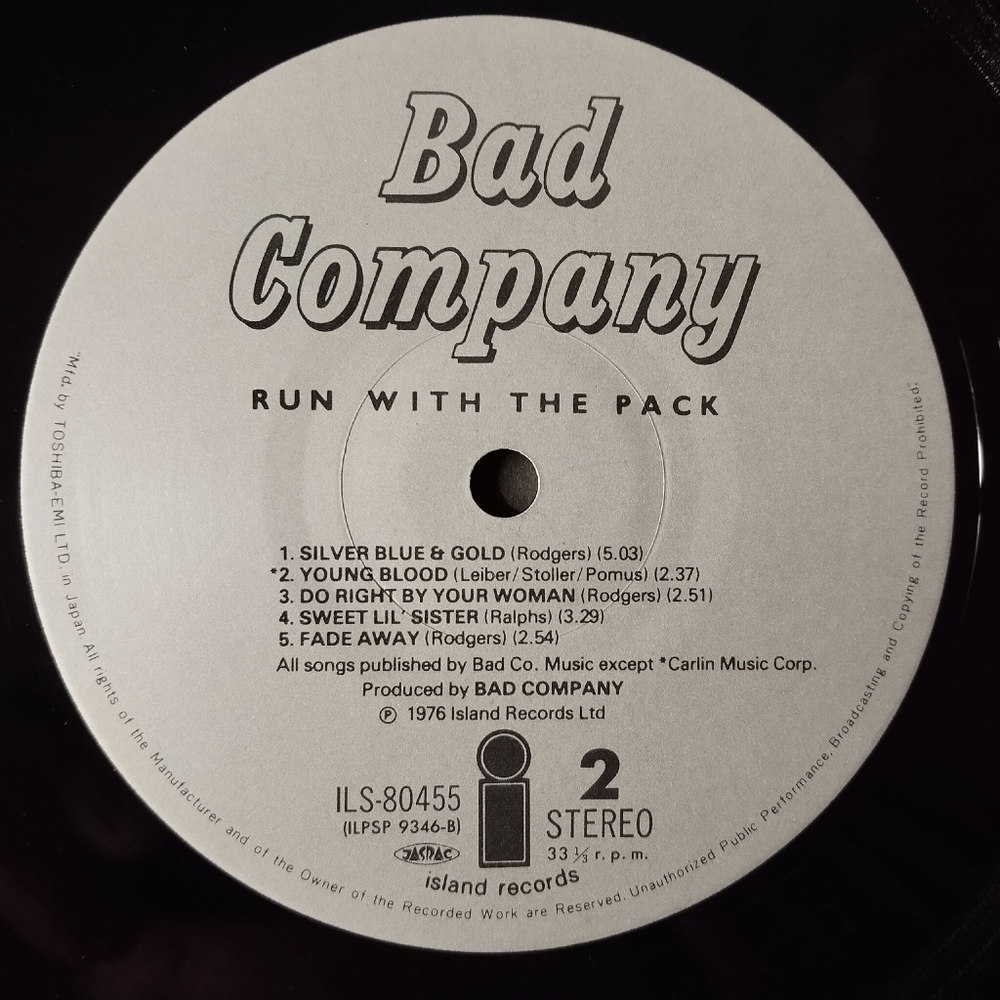 Bad
Company
RUN WITH THE PACK
1. SILVER BLUE & GOLD (Rodgers) (5.03)
*2. YOUNG BLOOD (Leiber/Stoller/Pomus) (2.37)
3. DO RIGHT BY YOUR WOMAN (Rodgers) (2.51)
4. SWEET LIL' SISTER (Ralphs) (3.29)
5. FADE AWAY (Rodgers) (2.54)
All songs published by Bad Co. Music except *Carlin Music Corp.
Produced by BAD COMPANY
℗ 1976 Island Records Ltd
ILS-80455
(ILPSP 9346-B)
JASRAC
2
STEREO
33 ⅓ r.p.m.
island records
"Mfd. by TOSHIBA-EMI LTD. in Japan. All rights of the Manufacturer and of the Owner of the Recorded Work are Reserved. Unauthorized Public Performance, Broadcasting and Copying of the Record Prohibited."